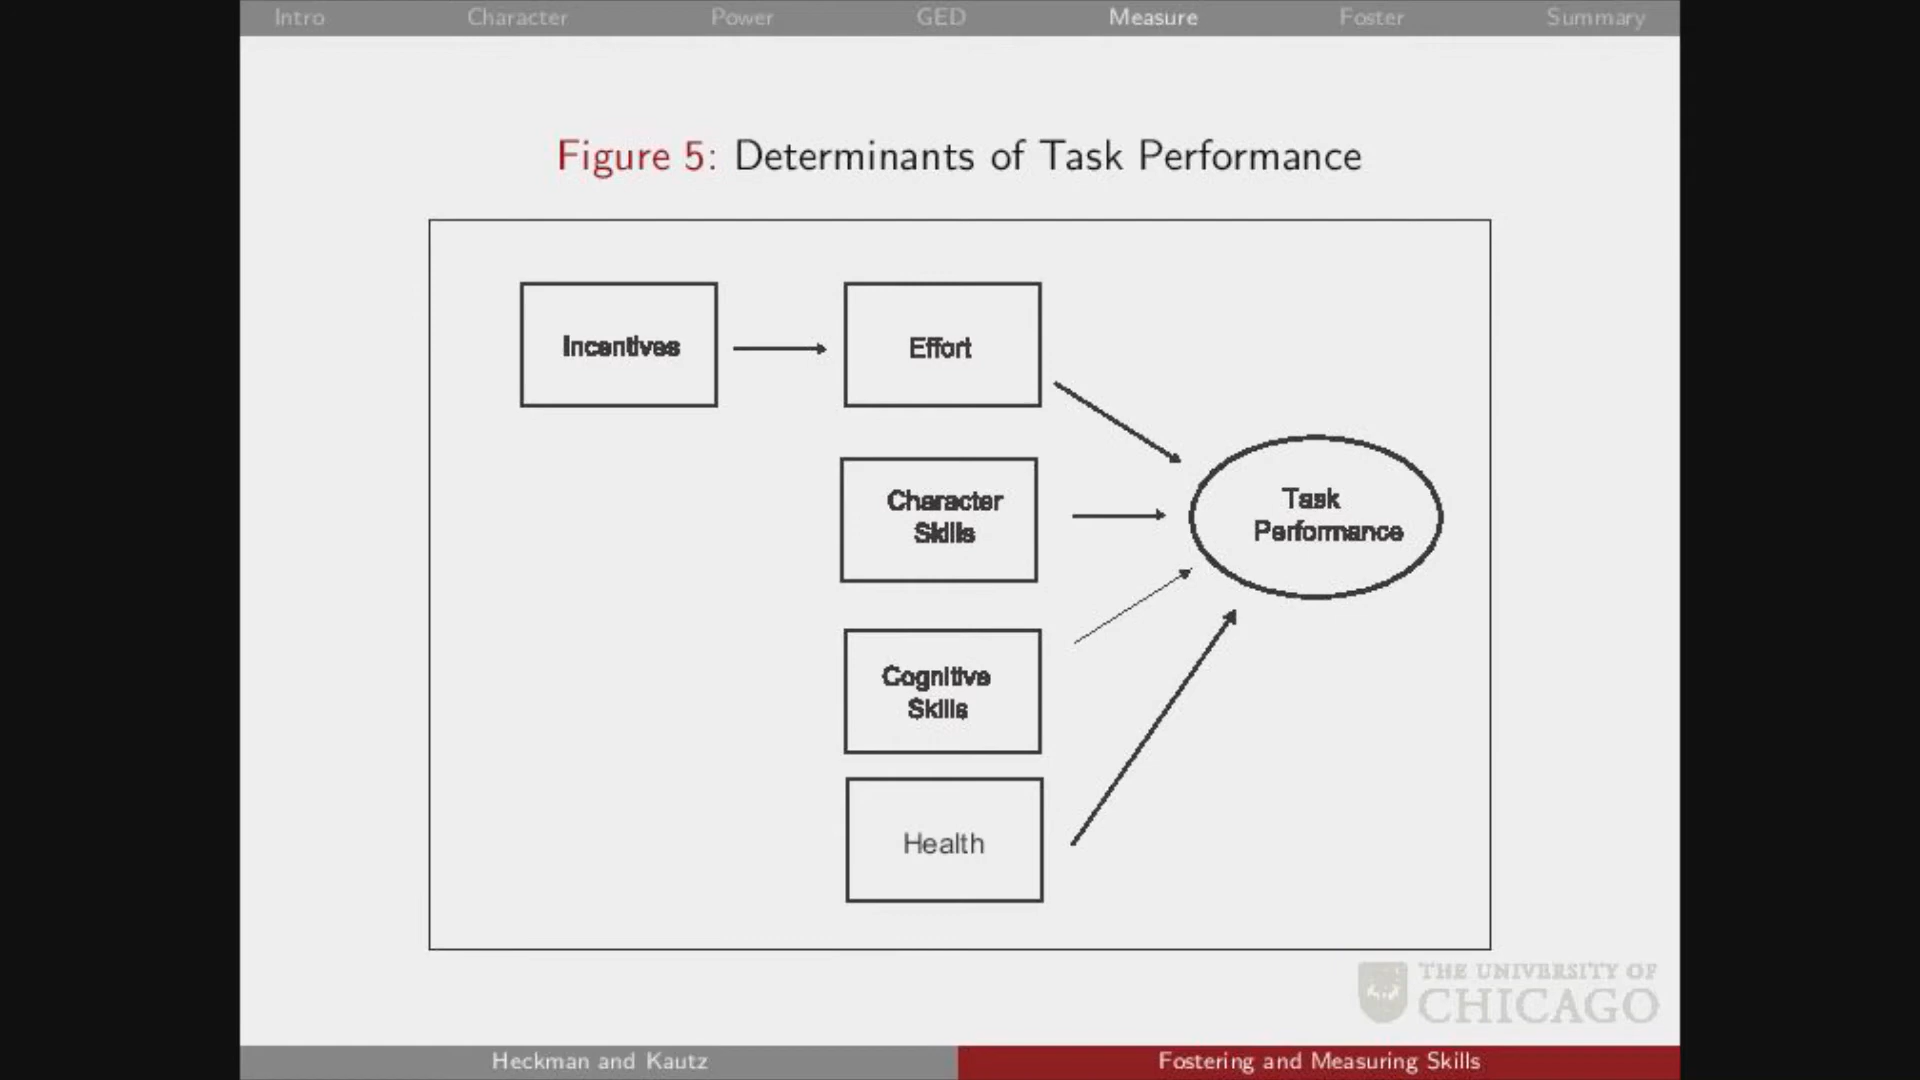 Intro Character Power GED Measure Foster Summary
Figure 5: Determinants of Task Performance
Incentives
Effort
Character
Skills
Task
Performance
Cognitive
Skills
Health
THE UNIVERSITY OF
CHICAGO
Heckman and Kautz
Fostering and Measuring Skills